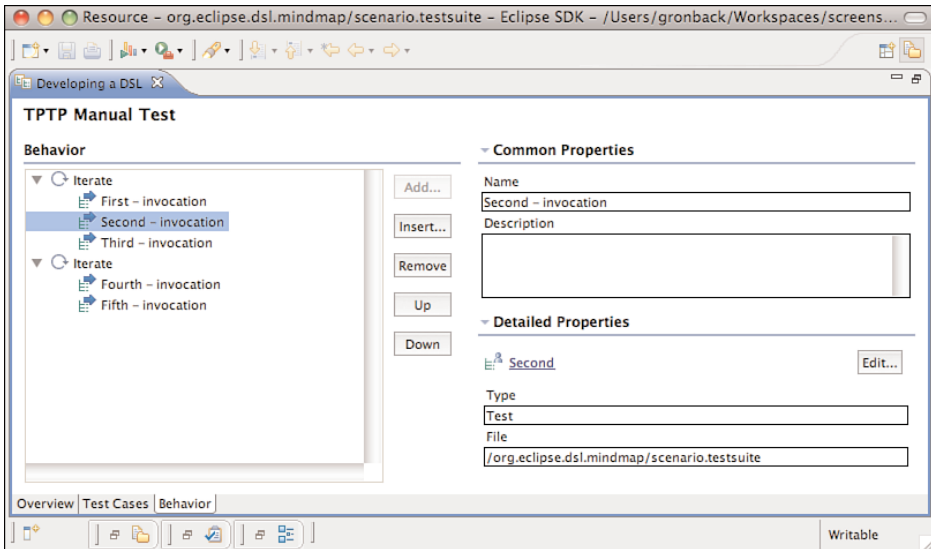 Resource – org.eclipse.dsl.mindmap/scenario.testsuite – Eclipse SDK – /Users/gronback/Workspaces/screens...
Developing a DSL
TPTP Manual Test
Behavior
Iterate
First – invocation
Second – invocation
Third – invocation
Iterate
Fourth – invocation
Fifth – invocation
Add...
Insert...
Remove
Up
Down
Common Properties
Name
Second – invocation
Description
Detailed Properties
Second
Edit...
Type
Test
File
/org.eclipse.dsl.mindmap/scenario.testsuite
Overview Test Cases Behavior
Writable